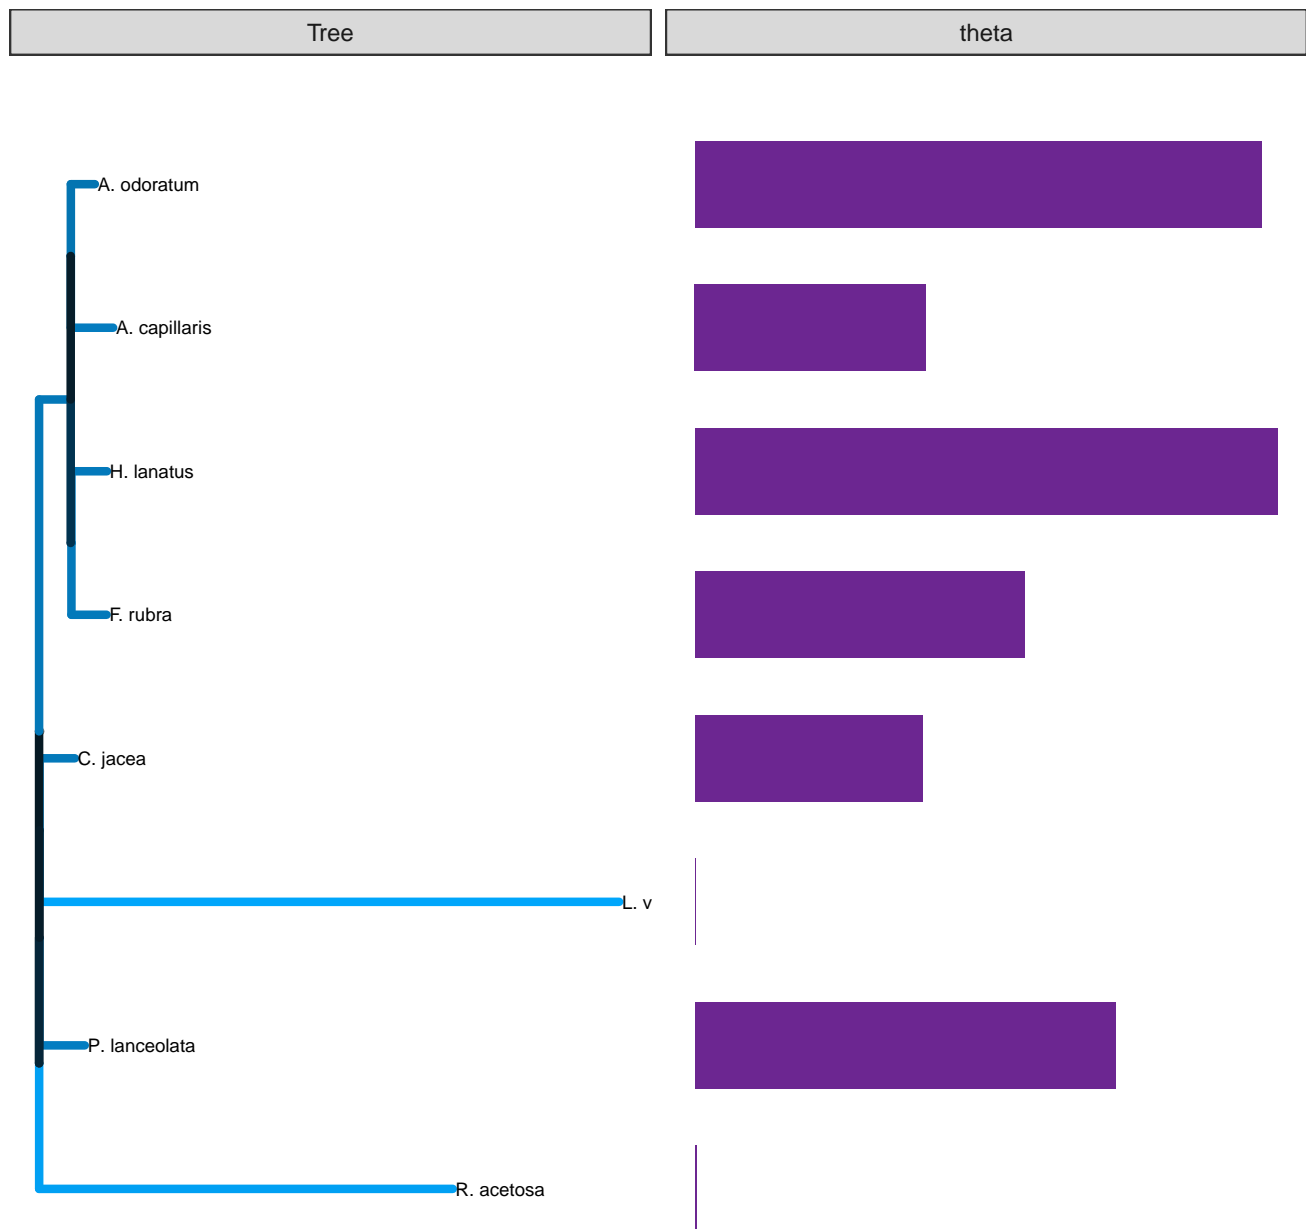 Tree
theta
A. odoratum
A. capillaris
H. lanatus
F. rubra
C. jacea
L. v
P. lanceolata
R. acetosa